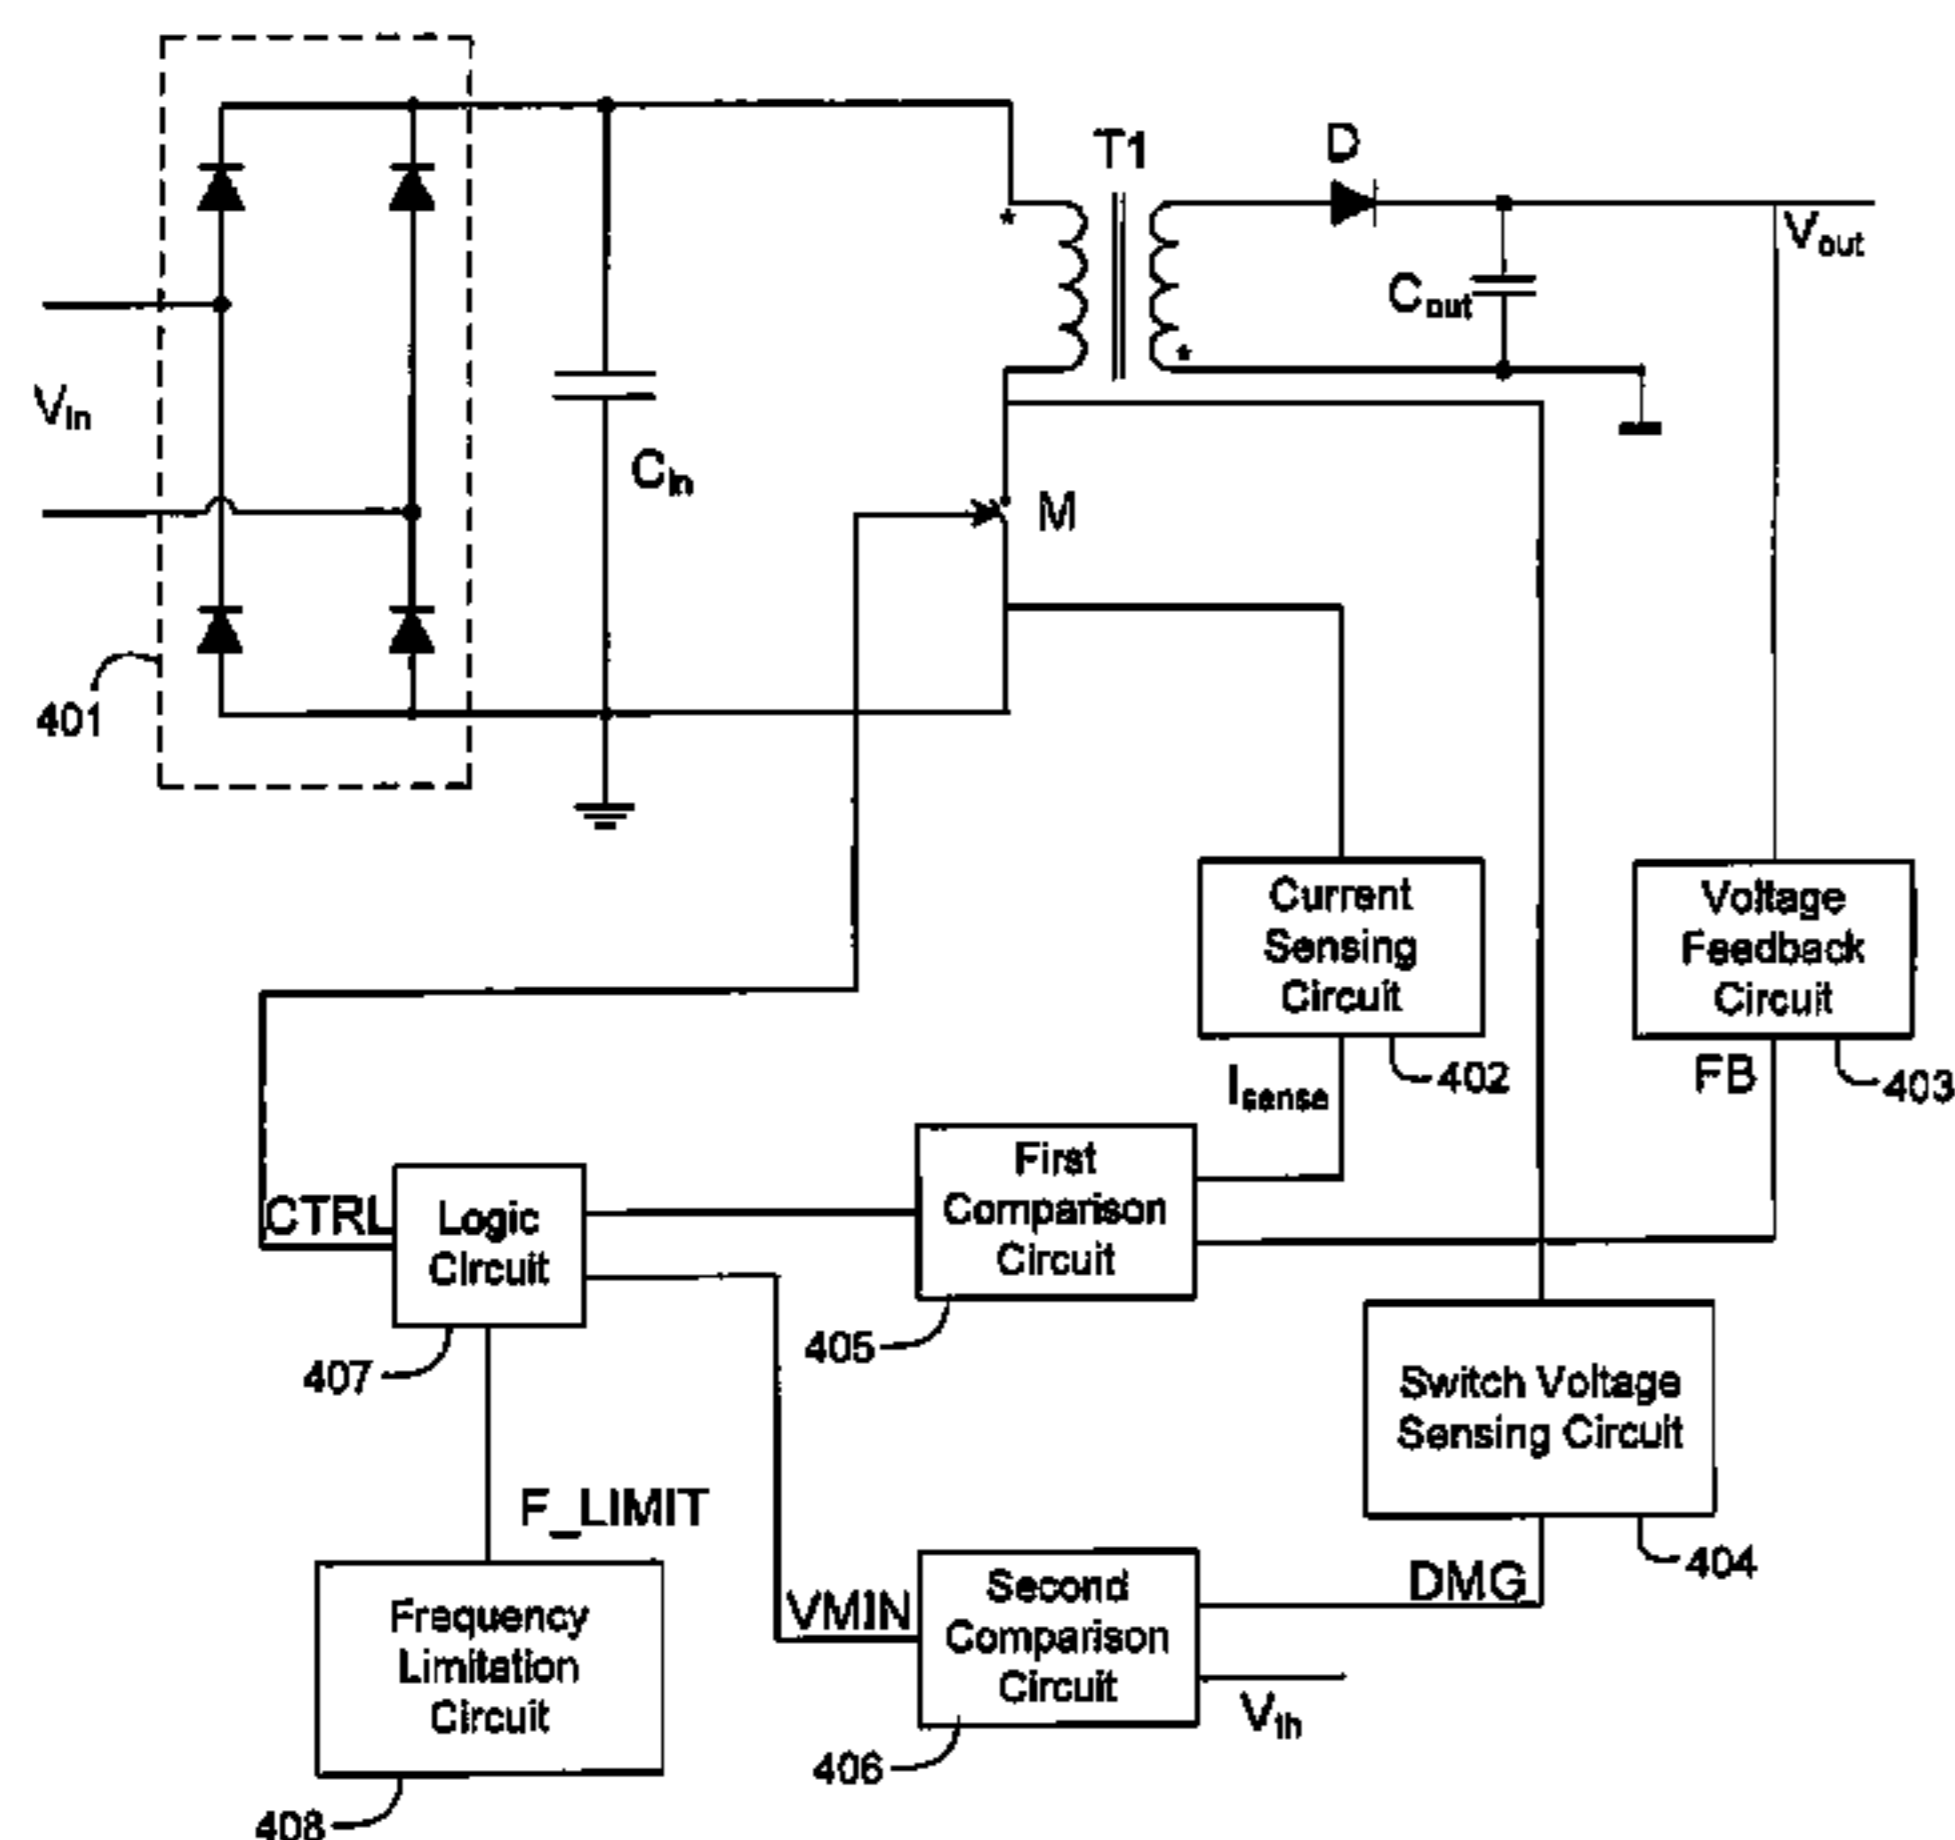 T1
D
Vout
Cout
Vin
Cin
M
401
Current
Sensing
Circuit
Voltage
Feedback
Circuit
402
FB
403
Isense
First
Comparison
Circuit
CTRL
Logic
Circuit
405
407
Switch Voltage
Sensing Circuit
F_LIMIT
404
DMG
Second
Comparison
Circuit
VMIN
Frequency
Limitation
Circuit
Vth
406
408